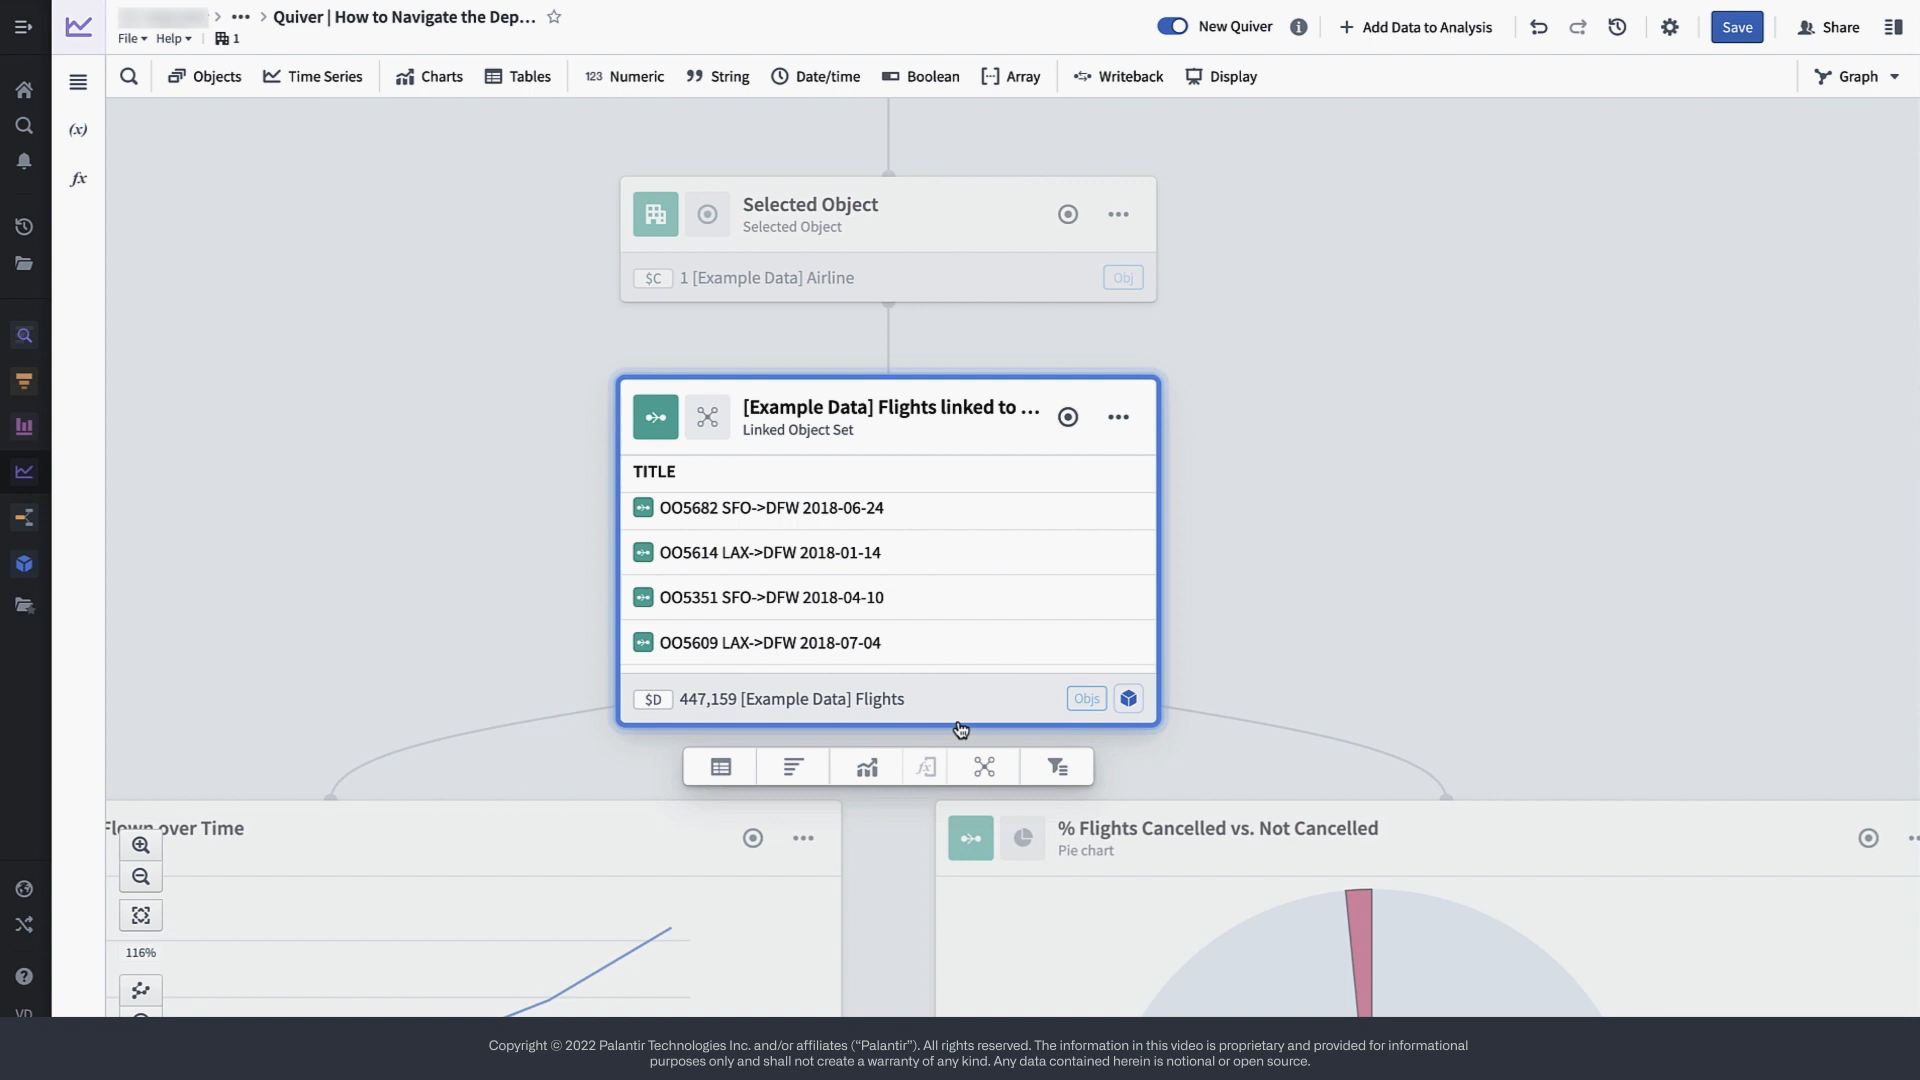 Quiver | How to Navigate the Dep...
File Help 1
New Quiver
Add Data to Analysis
Save
Share
Objects Time Series Charts Tables 123 Numeric String Date/time Boolean Array Writeback Display Graph
(x)
fx
Selected Object
Selected Object
$C 1 [Example Data] Airline Obj
[Example Data] Flights linked to ...
Linked Object Set
TITLE
OO5682 SFO->DFW 2018-06-24
OO5614 LAX->DFW 2018-01-14
OO5351 SFO->DFW 2018-04-10
OO5609 LAX->DFW 2018-07-04
$D 447,159 [Example Data] Flights Objs
fx
Flown over Time
% Flights Cancelled vs. Not Cancelled
Pie chart
116%
VD
Copyright © 2022 Palantir Technologies Inc. and/or affiliates (“Palantir”). All rights reserved. The information in this video is proprietary and provided for informational
purposes only and shall not create a warranty of any kind. Any data contained herein is notional or open source.